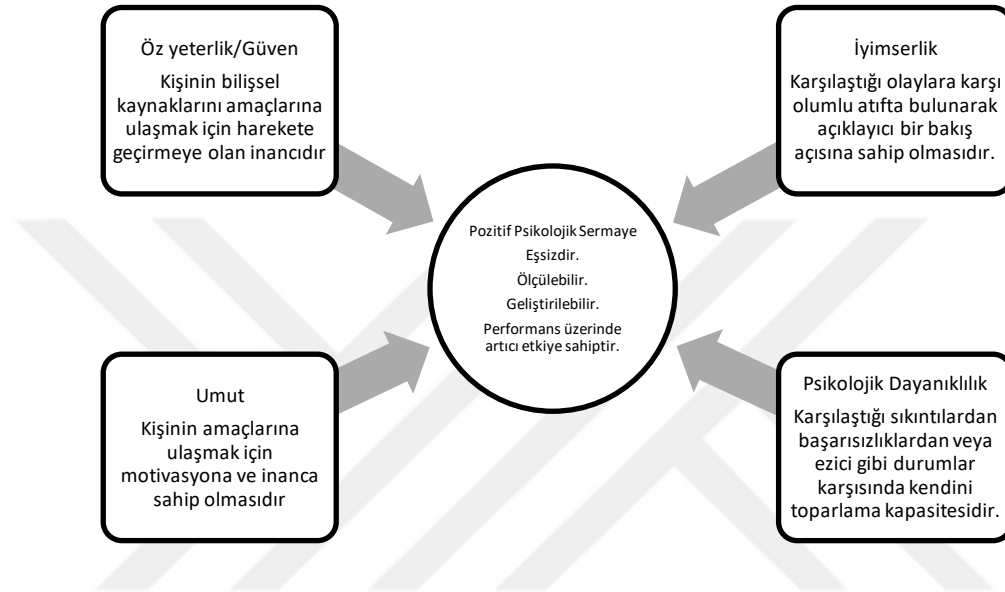 Öz yeterlik/Güven
Kişinin bilişsel
kaynaklarını amaçlarına
ulaşmak için harekete
geçirmeye olan inancıdır
İyimserlik
Karşılaştığı olaylara karşı
olumlu atıfta bulunarak
açıklayıcı bir bakış
açısına sahip olmasıdır.
Pozitif Psikolojik Sermaye
Eşsizdir.
Ölçülebilir.
Geliştirilebilir.
Performans üzerinde
artıcı etkiye sahiptir.
Umut
Kişinin amaçlarına
ulaşmak için
motivasyona ve inanca
sahip olmasıdır
Psikolojik Dayanıklılık
Karşılaştığı sıkıntılardan
başarısızlıklardan veya
ezici gibi durumlar
karşısında kendini
toparlama kapasitesidir.